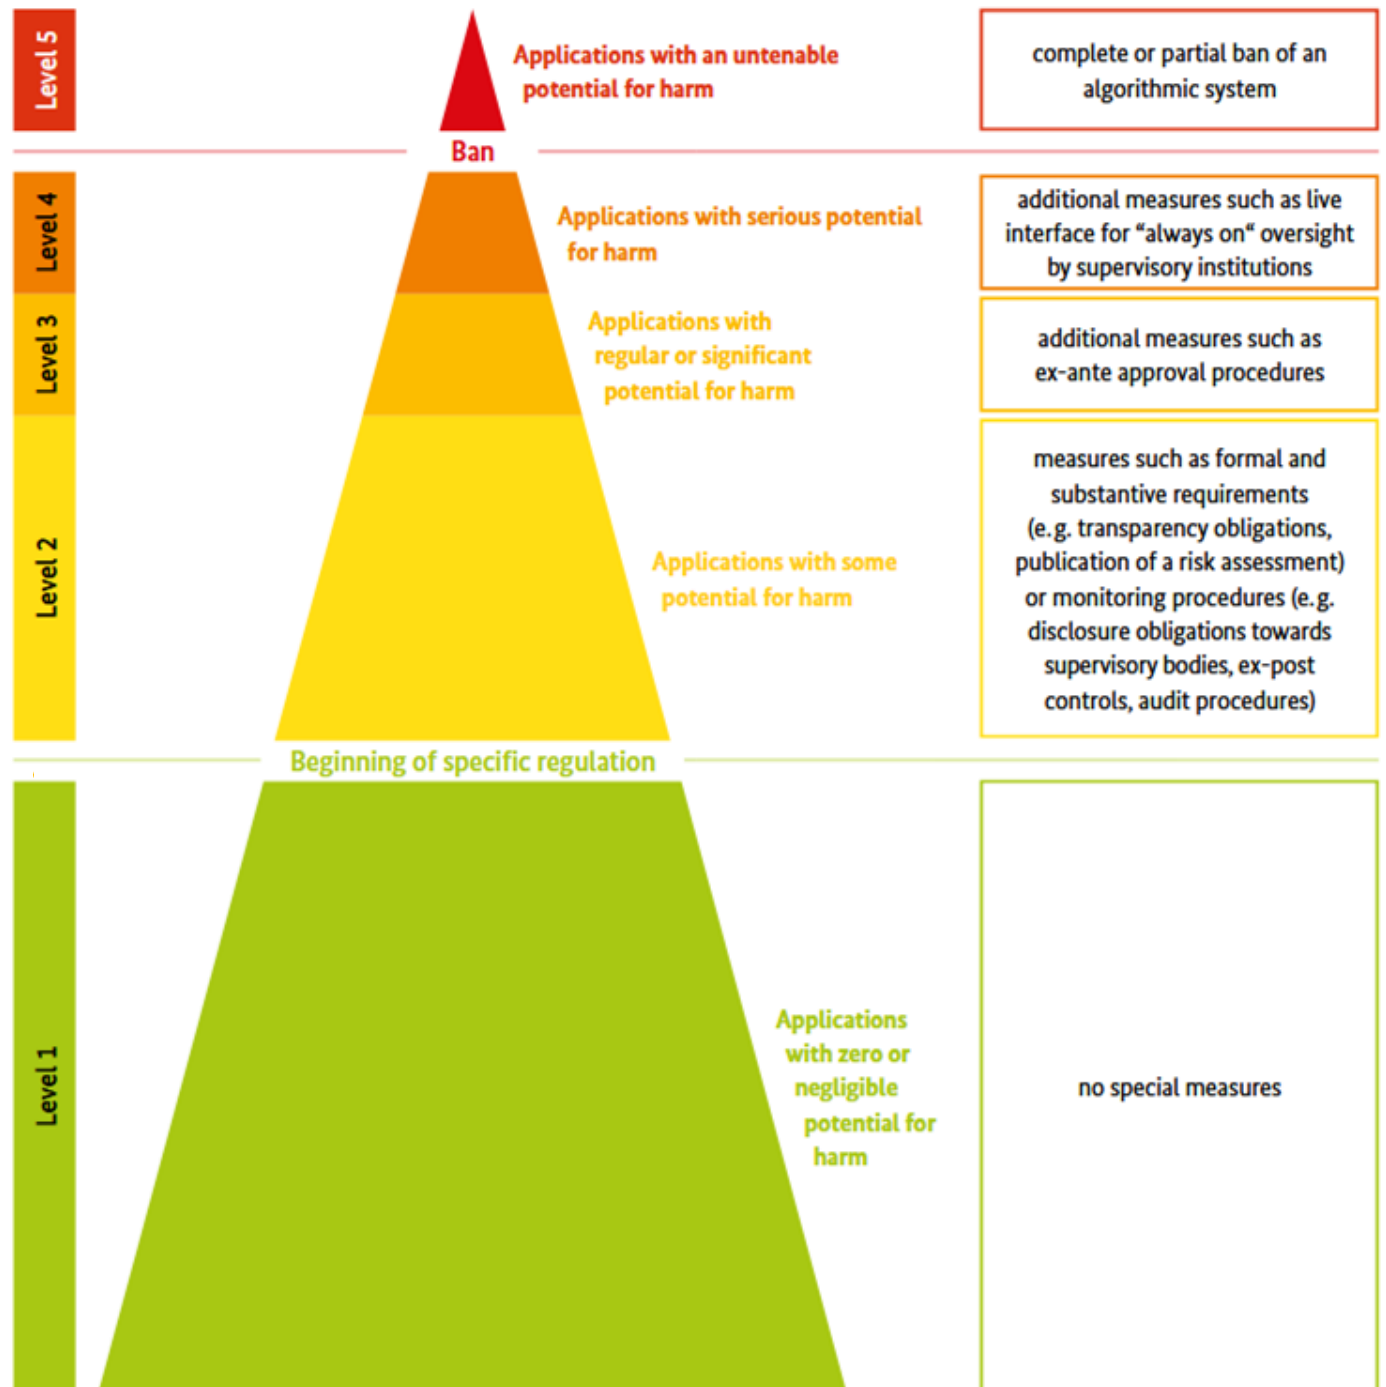 Level 5
Applications with an untenable
potential for harm
complete or partial ban of an
algorithmic system
Ban
Level 4
Applications with serious potential
for harm
additional measures such as live
interface for “always on“ oversight
by supervisory institutions
Level 3
Applications with
regular or significant
potential for harm
additional measures such as
ex-ante approval procedures
Level 2
Applications with some
potential for harm
measures such as formal and
substantive requirements
(e.g. transparency obligations,
publication of a risk assessment)
or monitoring procedures (e.g.
disclosure obligations towards
supervisory bodies, ex-post
controls, audit procedures)
Beginning of specific regulation
Level 1
Applications
with zero or
negligible
potential for
harm
no special measures